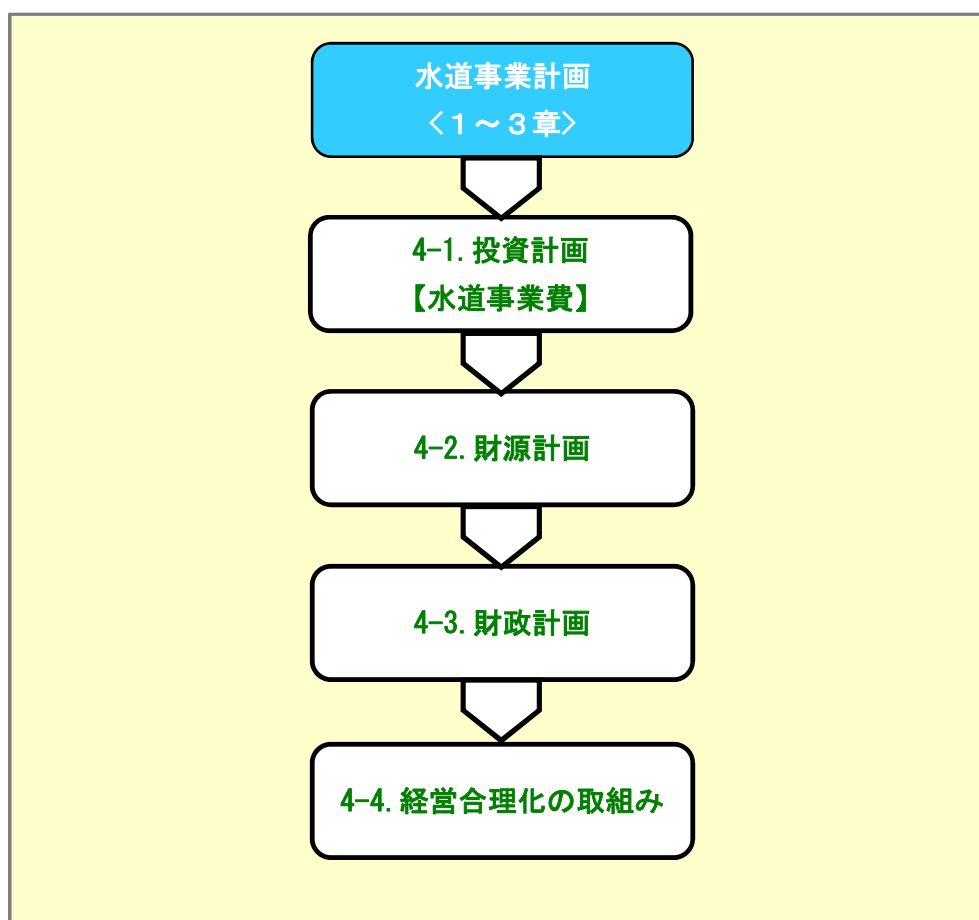 水道事業計画
<１～３章>
4-1.投資計画
【水道事業費】
4-2.財源計画
4-3.財政計画
4-4.経営合理化の取組み